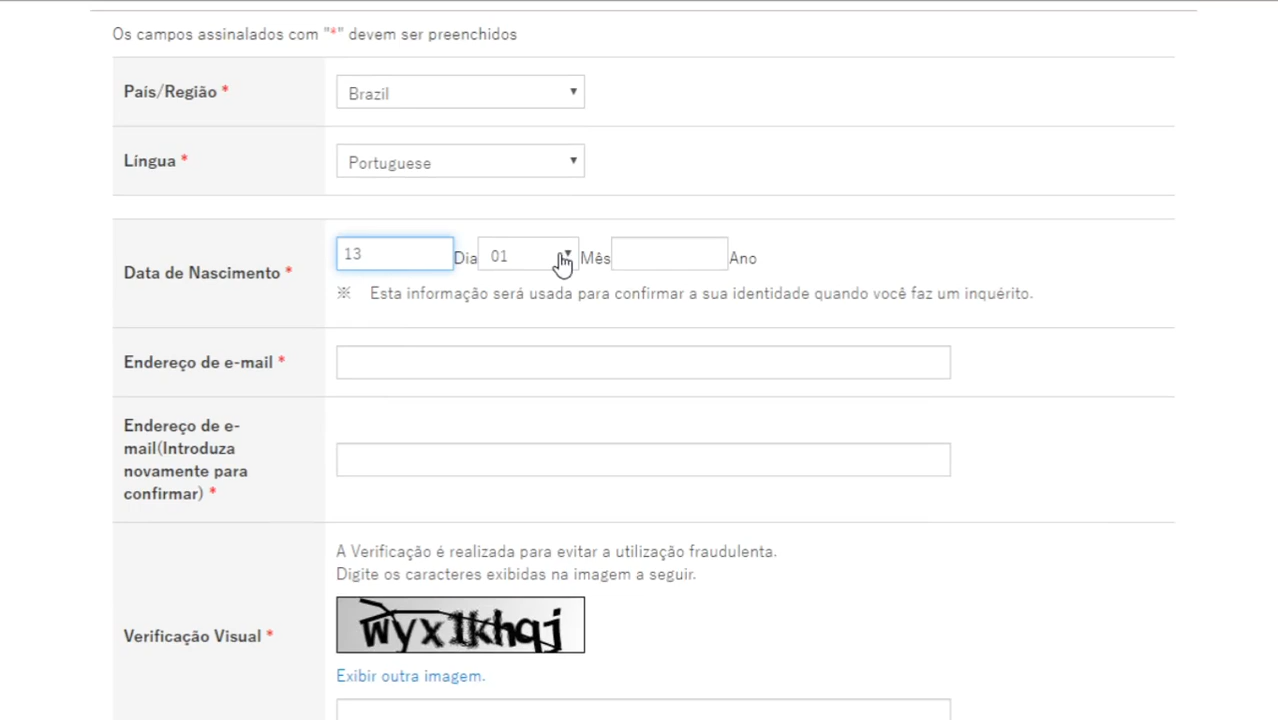 Os campos assinalados com "*" devem ser preenchidos
País/Região *
Brazil
Língua *
Portuguese
Data de Nascimento *
13 Dia 01 Mês Ano
※ Esta informação será usada para confirmar a sua identidade quando você faz um inquérito.
Endereço de e-mail *
Endereço de e-
mail(Introduza
novamente para
confirmar) *
Verificação Visual *
A Verificação é realizada para evitar a utilização fraudulenta.
Digite os caracteres exibidas na imagem a seguir.
Exibir outra imagem.